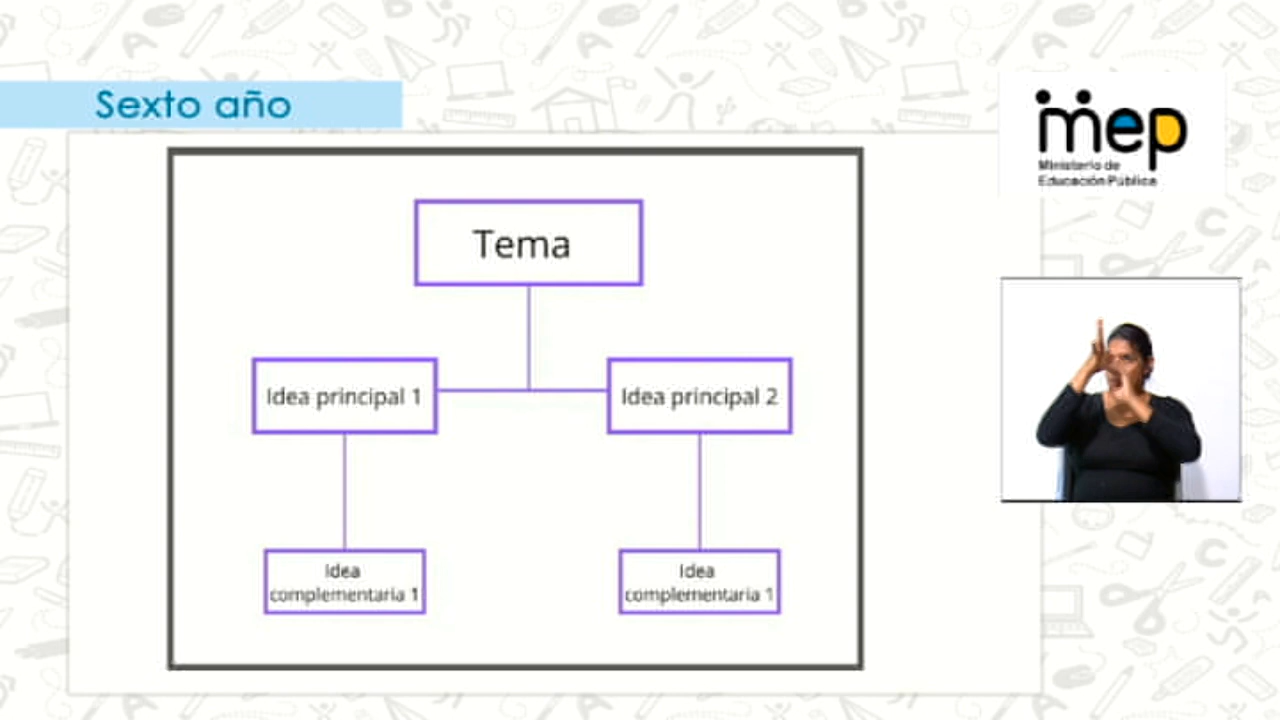 Sexto año
mep
Ministerio de
Educación Pública
Tema
Idea principal 1
Idea principal 2
Idea
complementaria 1
Idea
complementaria 1